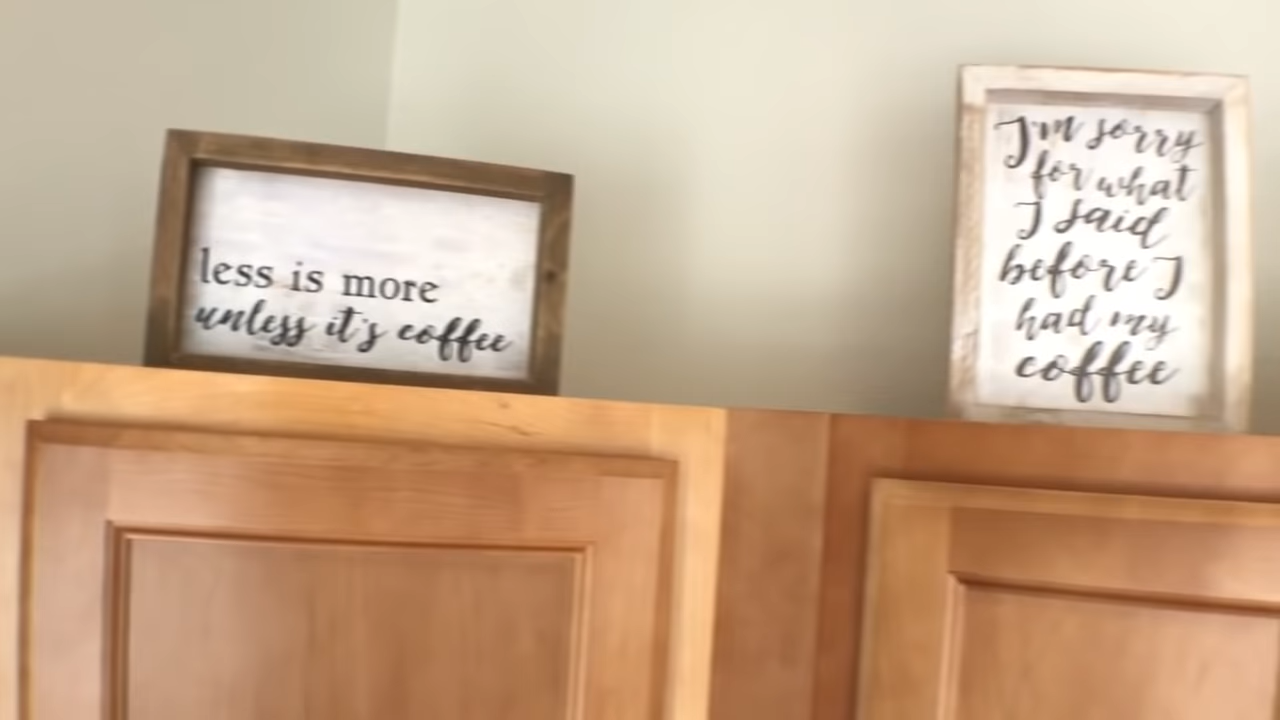 less is more
unless it's coffee
I'm sorry
for what
I said
before I
had my
coffee